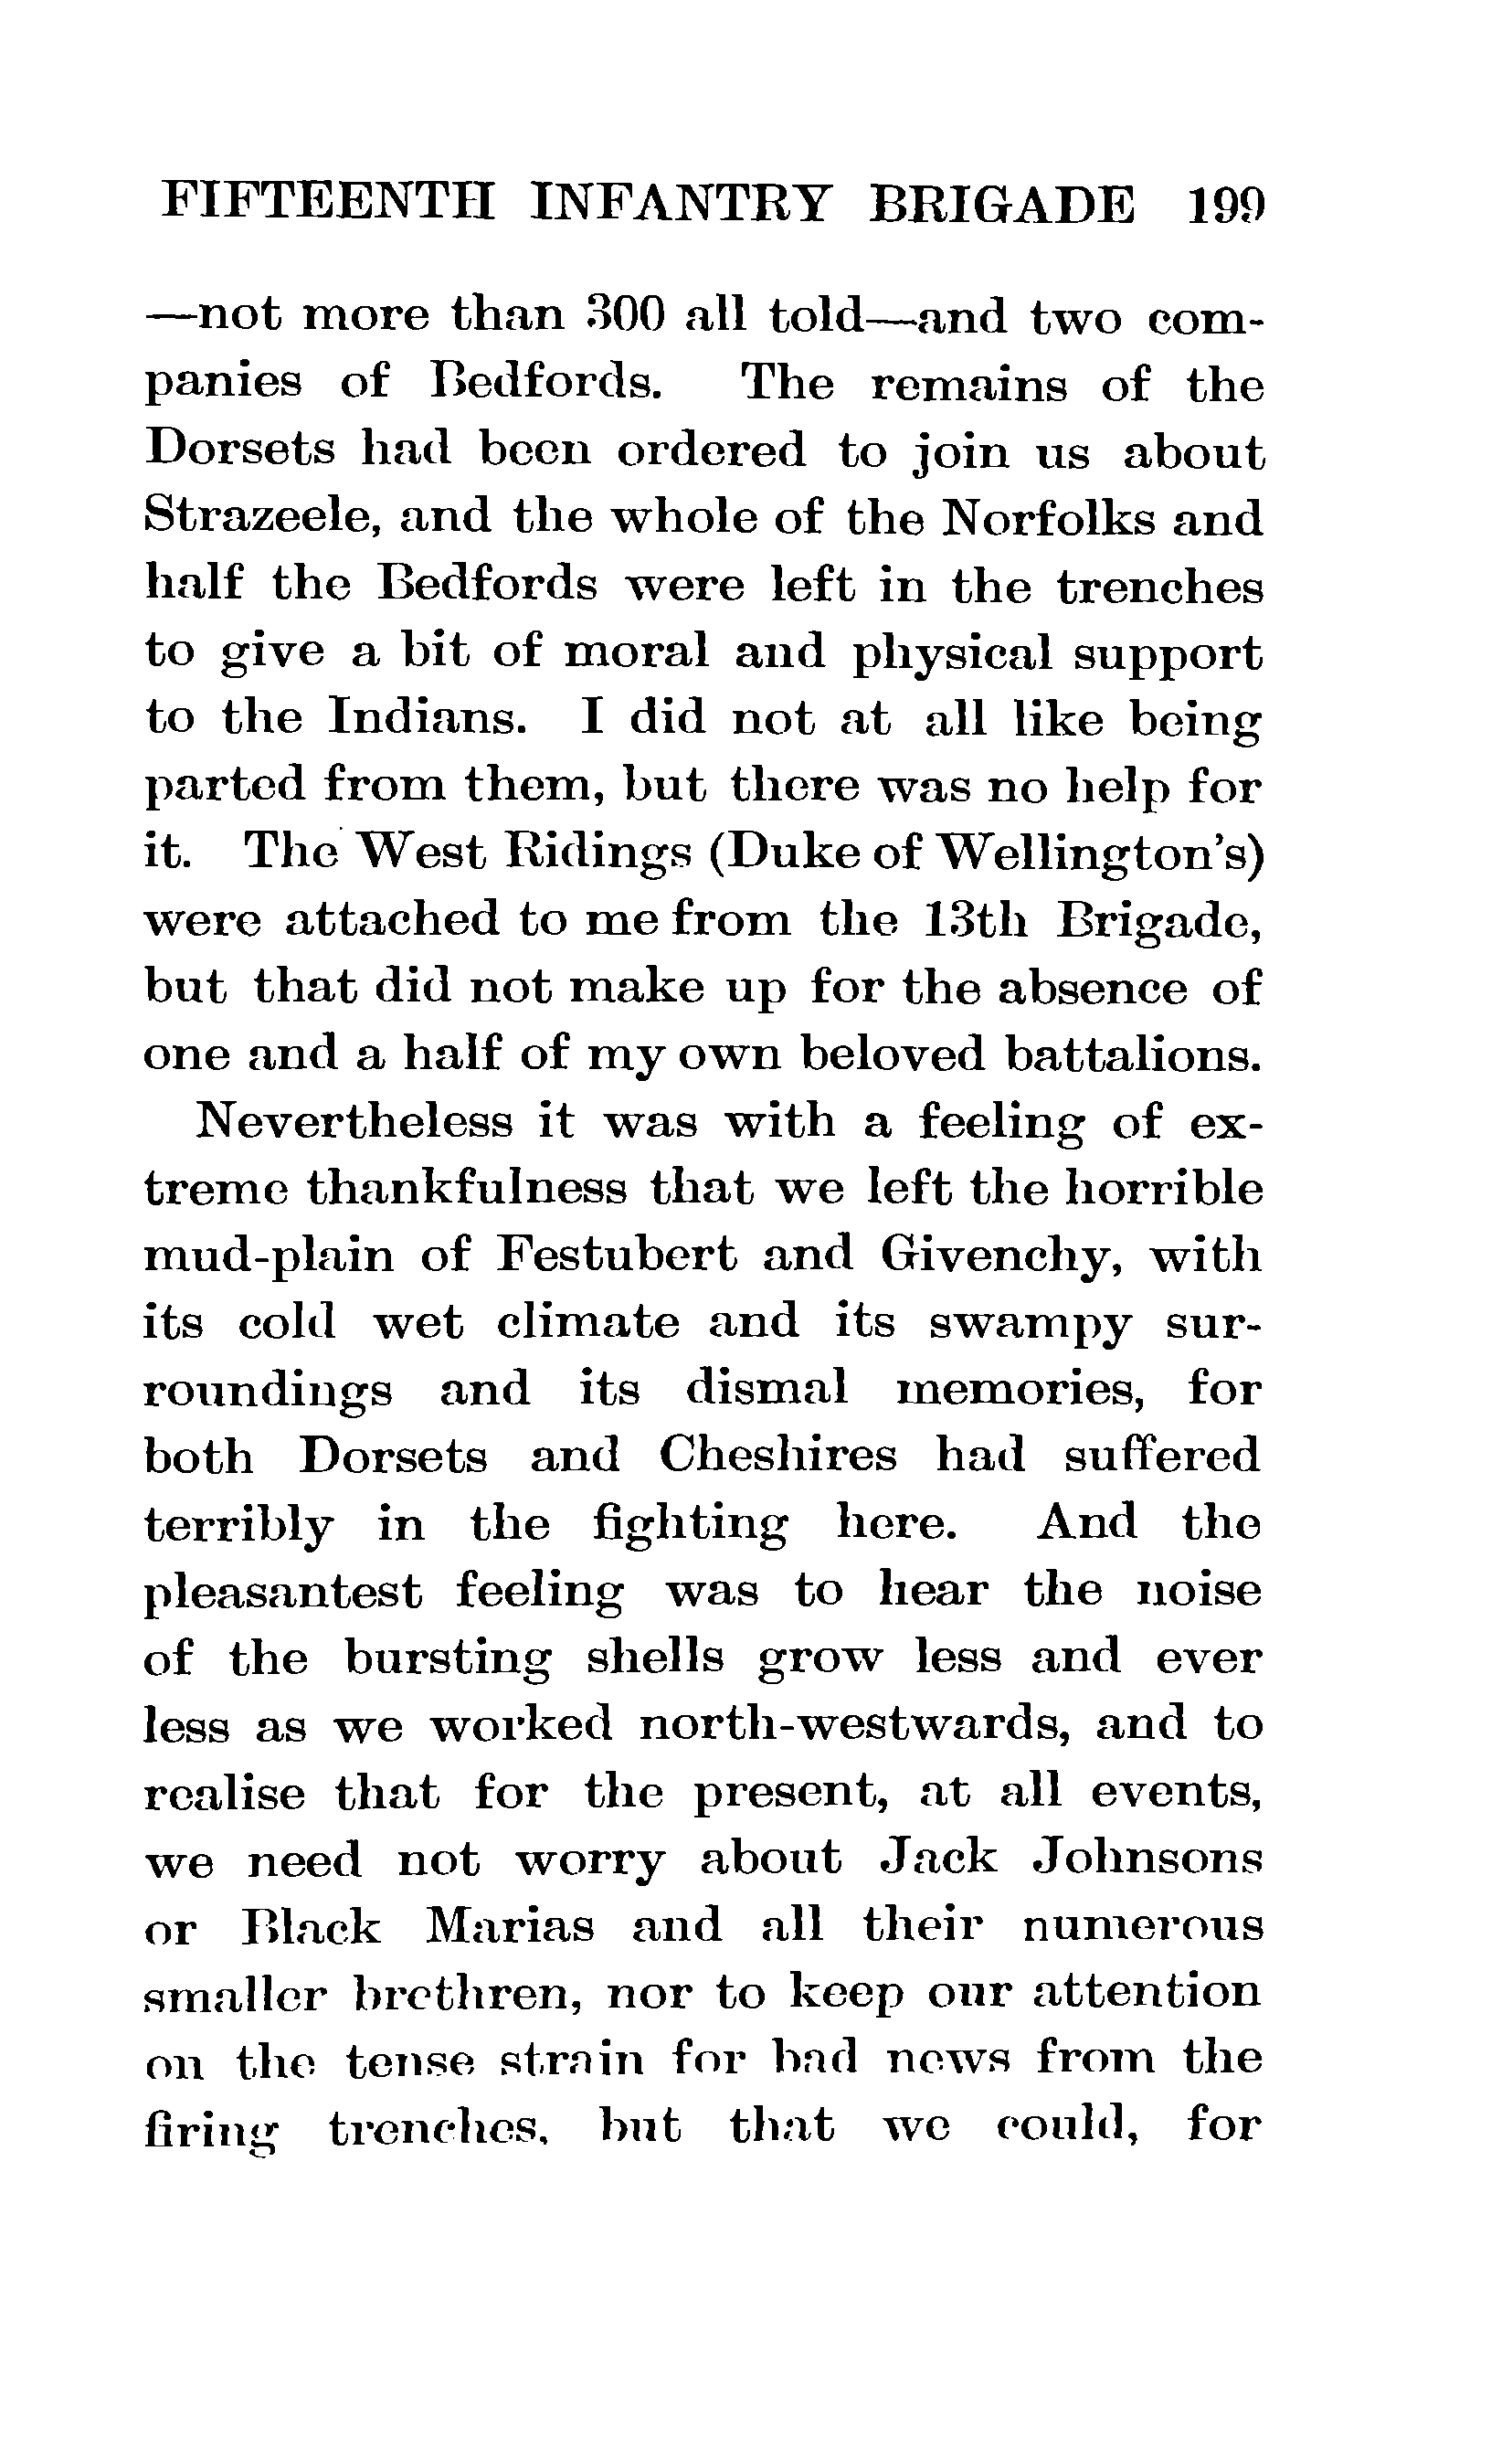 FIFTEENTH INFANTRY BRIGADE 199
—not more than 300 all told—and two com-
panies of Bedfords. The remains of the
Dorsets had been ordered to join us about
Strazeele, and the whole of the Norfolks and
half the Bedfords were left in the trenches
to give a bit of moral and physical support
to the Indians. I did not at all like being
parted from them, but there was no help for
it. The West Ridings (Duke of Wellington's)
were attached to me from the 13th Brigade,
but that did not make up for the absence of
one and a half of my own beloved battalions.
Nevertheless it was with a feeling of ex-
treme thankfulness that we left the horrible
mud-plain of Festubert and Givenchy, with
its cold wet climate and its swampy sur-
roundings and its dismal memories, for
both Dorsets and Cheshires had suffered
terribly in the fighting here. And the
pleasantest feeling was to hear the noise
of the bursting shells grow less and ever
less as we worked north-westwards, and to
realise that for the present, at all events,
we need not worry about Jack Johnsons
or Black Marias and all their numerous
smaller brethren, nor to keep our attention
on the tense strain for bad news from the
firing trenches, but that we could, for